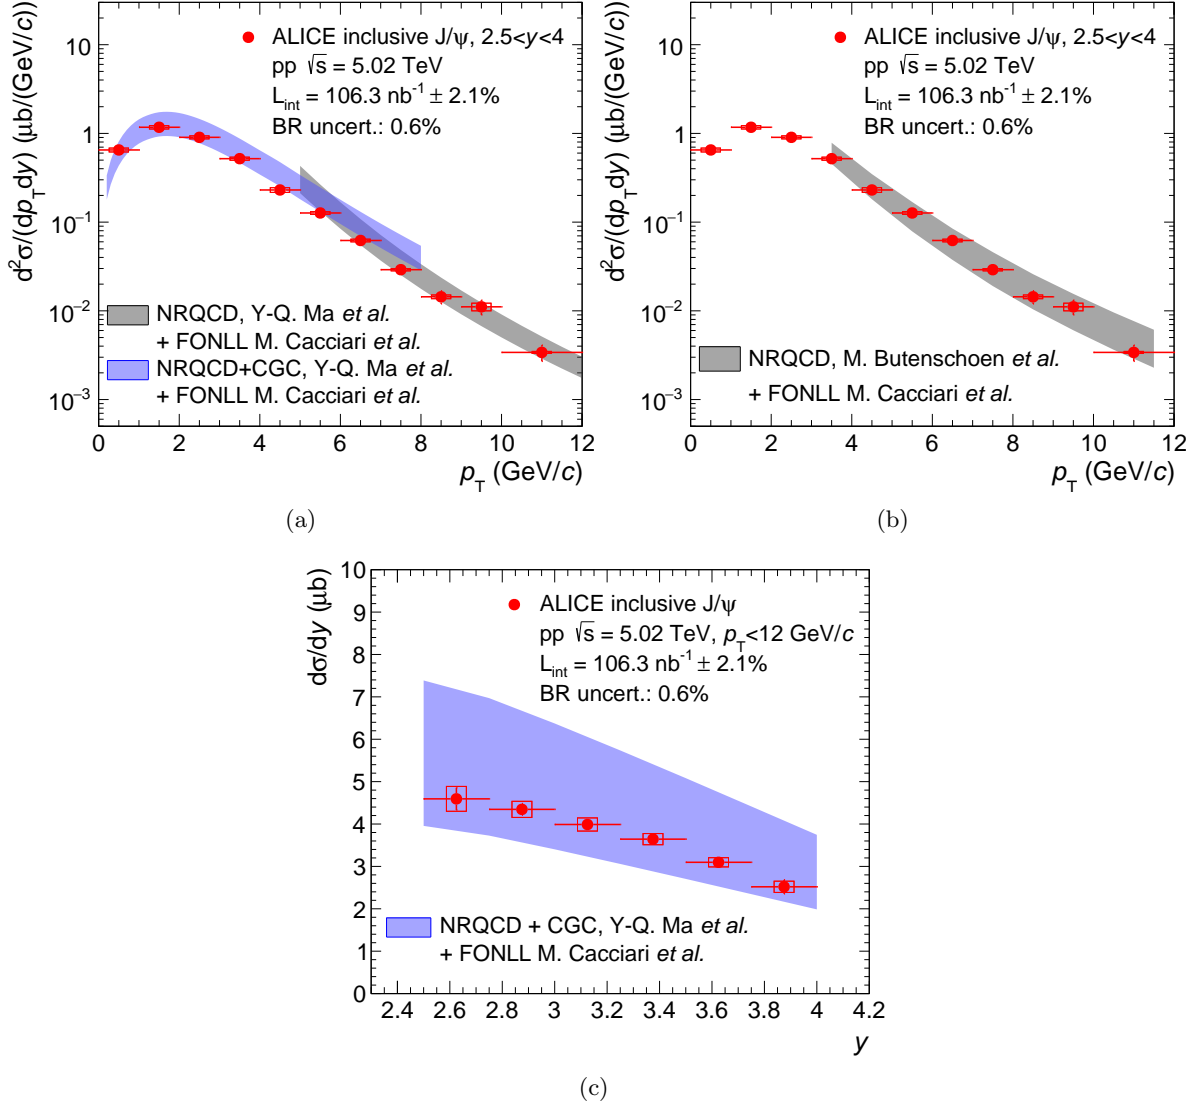 d²σ/(dp_T dy) (μb/(GeV/c))
10
1
10⁻¹
10⁻²
10⁻³
ALICE inclusive J/ψ, 2.5<y<4
pp √s = 5.02 TeV
L_int = 106.3 nb⁻¹ ± 2.1%
BR uncert.: 0.6%
NRQCD, Y-Q. Ma et al.
+ FONLL M. Cacciari et al.
NRQCD+CGC, Y-Q. Ma et al.
+ FONLL M. Cacciari et al.
0 2 4 6 8 10 12
p_T (GeV/c)
(a)
d²σ/(dp_T dy) (μb/(GeV/c))
10
1
10⁻¹
10⁻²
10⁻³
ALICE inclusive J/ψ, 2.5<y<4
pp √s = 5.02 TeV
L_int = 106.3 nb⁻¹ ± 2.1%
BR uncert.: 0.6%
NRQCD, M. Butenschoen et al.
+ FONLL M. Cacciari et al.
0 2 4 6 8 10 12
p_T (GeV/c)
(b)
dσ/dy (μb)
10
9
8
7
6
5
4
3
2
1
0
ALICE inclusive J/ψ
pp √s = 5.02 TeV, p_T<12 GeV/c
L_int = 106.3 nb⁻¹ ± 2.1%
BR uncert.: 0.6%
NRQCD + CGC, Y-Q. Ma et al.
+ FONLL M. Cacciari et al.
2.4 2.6 2.8 3 3.2 3.4 3.6 3.8 4 4.2
y
(c)